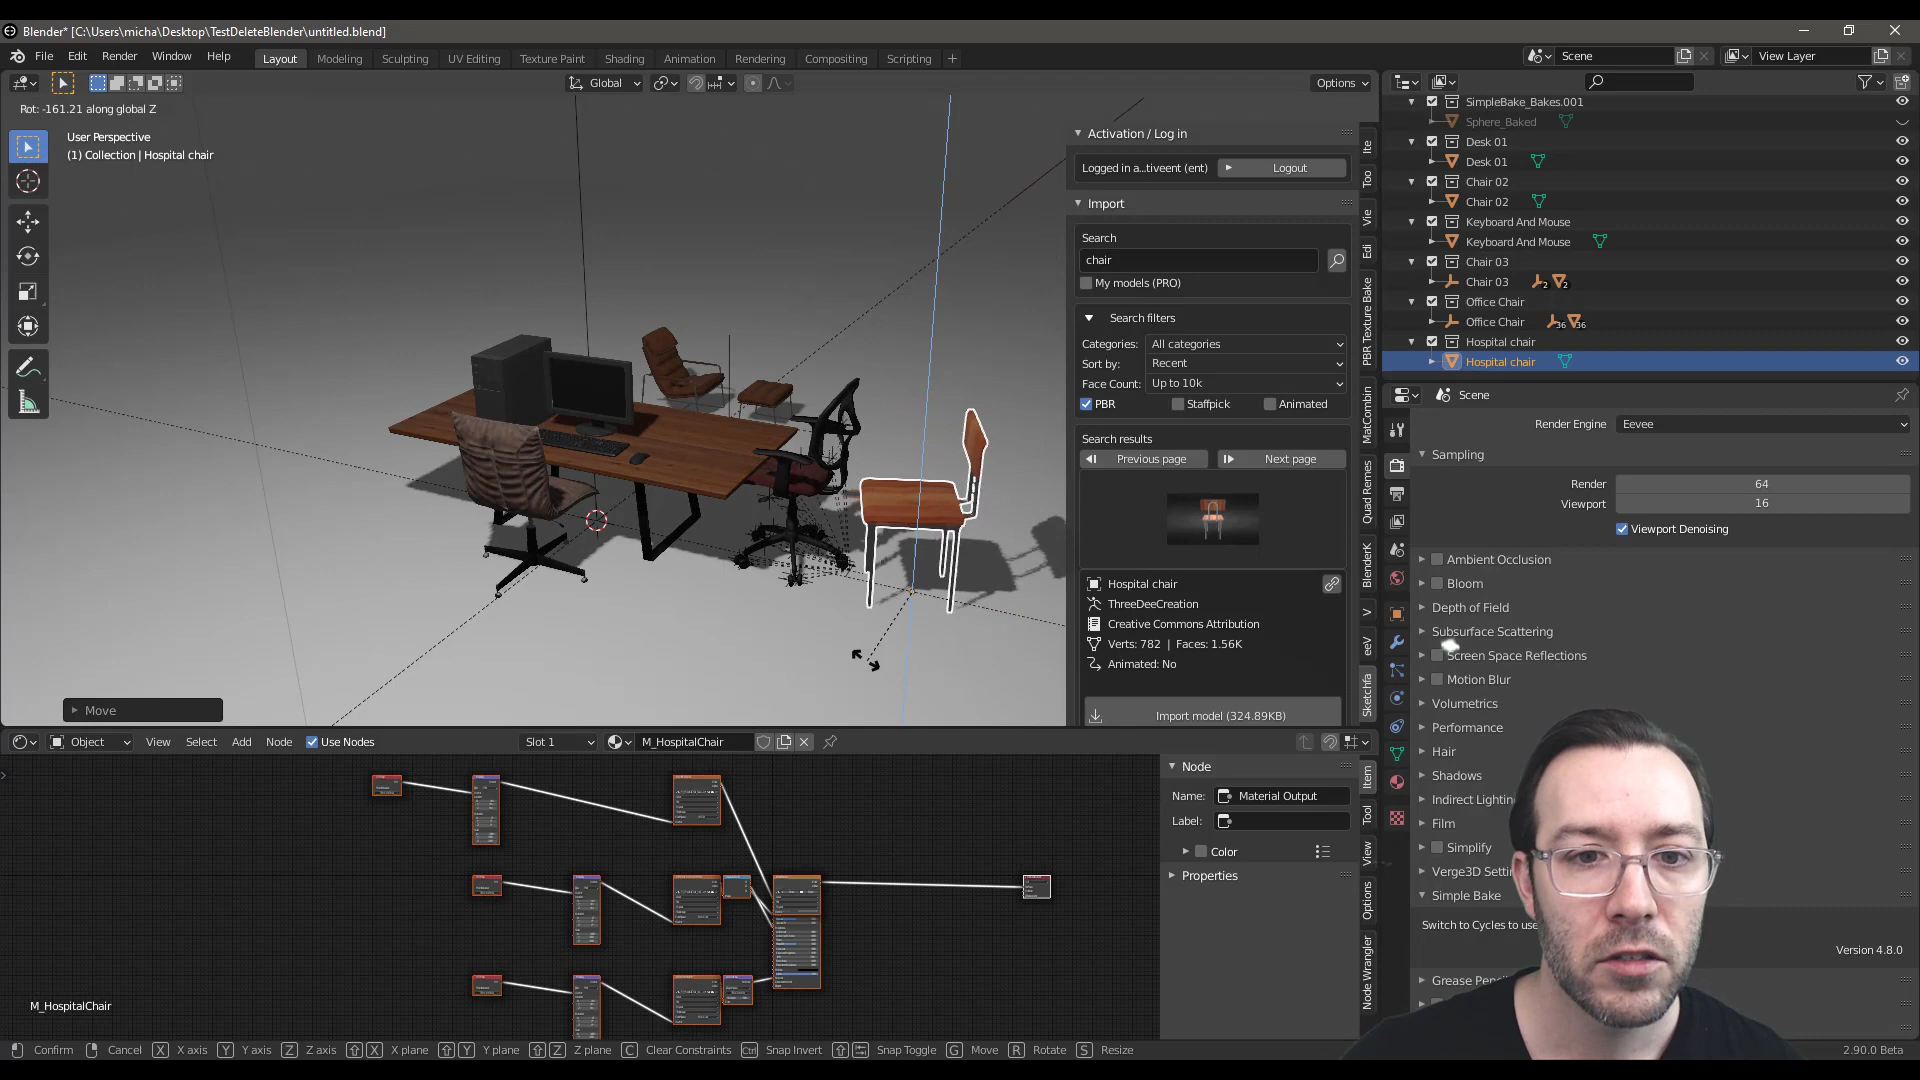 Blender* [C:\Users\micha\Desktop\TestDeleteBlender\untitled.blend]
File Edit Render Window Help
Layout Modeling Sculpting UV Editing Texture Paint Shading Animation Rendering Compositing Scripting +
Scene
View Layer
Global
Options
Rot: -161.21 along global Z
User Perspective
(1) Collection | Hospital chair
Move
Activation / Log in
Logged in a...tiveent (ent)
Logout
Import
Search
chair
My models (PRO)
Search filters
Categories: All categories
Sort by: Recent
Face Count: Up to 10k
PBR Staffpick Animated
Search results
Previous page Next page
Hospital chair
ThreeDeeCreation
Creative Commons Attribution
Verts: 782 | Faces: 1.56K
Animated: No
Import model (324.89KB)
Ite
Too
Vie
Edi
PBR Texture Bake
MatCombin
Quad Remes
BlenderK
V
eeV
Sketchfa
SimpleBake_Bakes.001
Sphere_Baked
Desk 01
Desk 01
Chair 02
Chair 02
Keyboard And Mouse
Keyboard And Mouse
Chair 03
Chair 03 2 2
Office Chair
Office Chair 36 36
Hospital chair
Hospital chair
Scene
Render Engine Eevee
Sampling
Render 64
Viewport 16
Viewport Denoising
Ambient Occlusion
Bloom
Depth of Field
Subsurface Scattering
Screen Space Reflections
Motion Blur
Volumetrics
Performance
Hair
Shadows
Indirect Lightin
Film
Simplify
Verge3D Settin
Simple Bake
Switch to Cycles to use
Version 4.8.0
Grease Penci
Object View Select Add Node Use Nodes Slot 1 M_HospitalChair
Node
Name: Material Output
Label:
Color
Properties
Item
Tool
View
Options
Node Wrangler
M_HospitalChair
Confirm Cancel X X axis Y Y axis Z Z axis X X plane Y Y plane Z Z plane C Clear Constraints Ctrl Snap Invert Snap Toggle G Move R Rotate S Resize
2.90.0 Beta